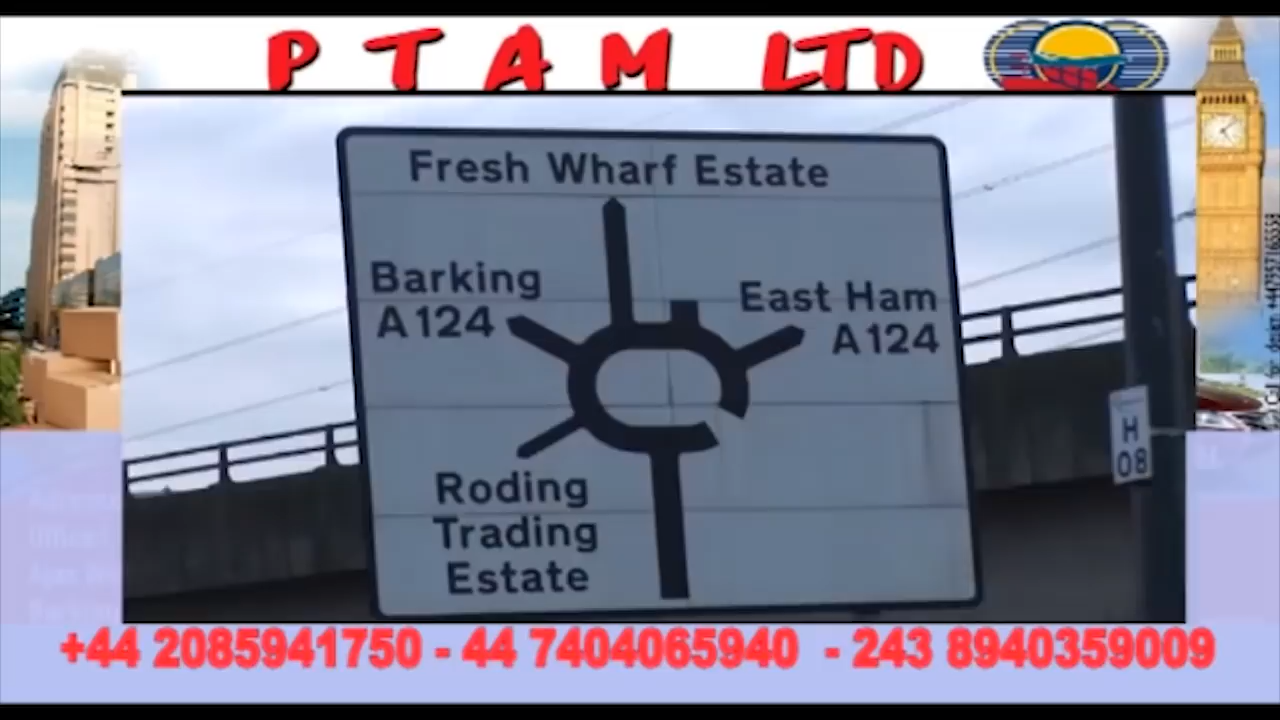 P T A M LTD
Fresh Wharf Estate
Barking
A124
East Ham
A124
Roding
Trading
Estate
H
08
+44 2085941750 - 44 7404065940 - 243 8940359009